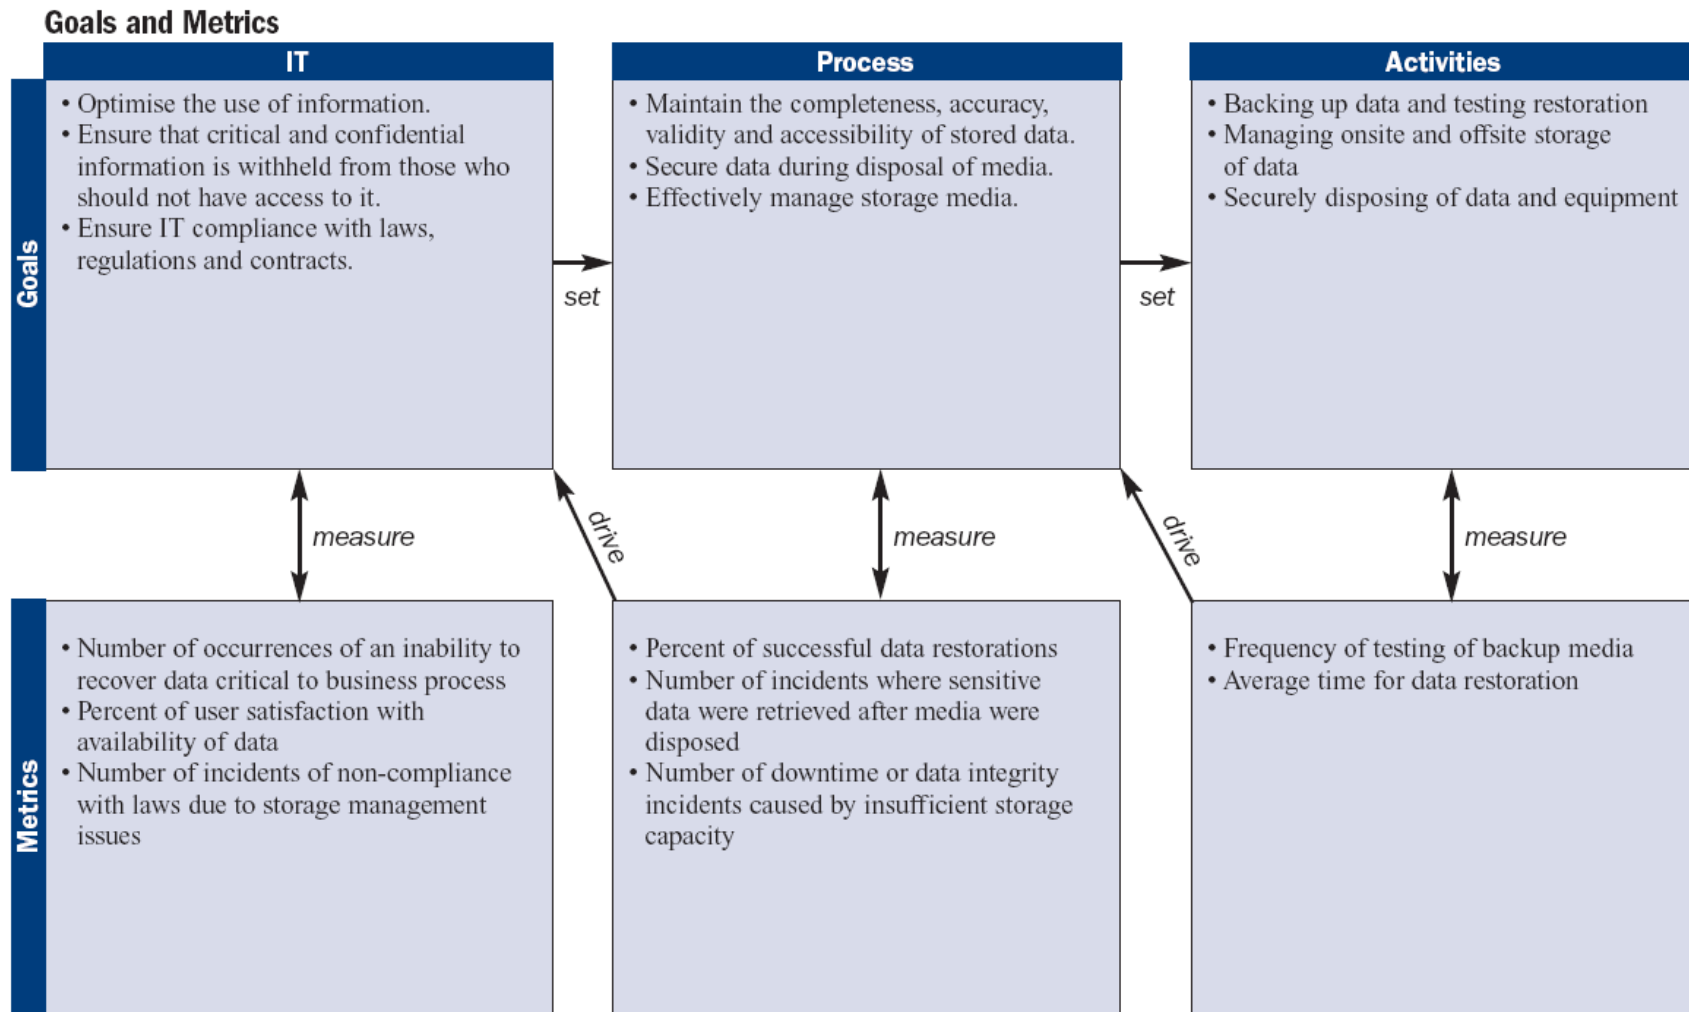 Goals and Metrics
IT
Process
Activities
Goals
• Optimise the use of information.
• Ensure that critical and confidential
information is withheld from those who
should not have access to it.
• Ensure IT compliance with laws,
regulations and contracts.
set
• Maintain the completeness, accuracy,
validity and accessibility of stored data.
• Secure data during disposal of media.
• Effectively manage storage media.
set
• Backing up data and testing restoration
• Managing onsite and offsite storage
of data
• Securely disposing of data and equipment
measure
drive
measure
drive
measure
Metrics
• Number of occurrences of an inability to
recover data critical to business process
• Percent of user satisfaction with
availability of data
• Number of incidents of non-compliance
with laws due to storage management
issues
• Percent of successful data restorations
• Number of incidents where sensitive
data were retrieved after media were
disposed
• Number of downtime or data integrity
incidents caused by insufficient storage
capacity
• Frequency of testing of backup media
• Average time for data restoration